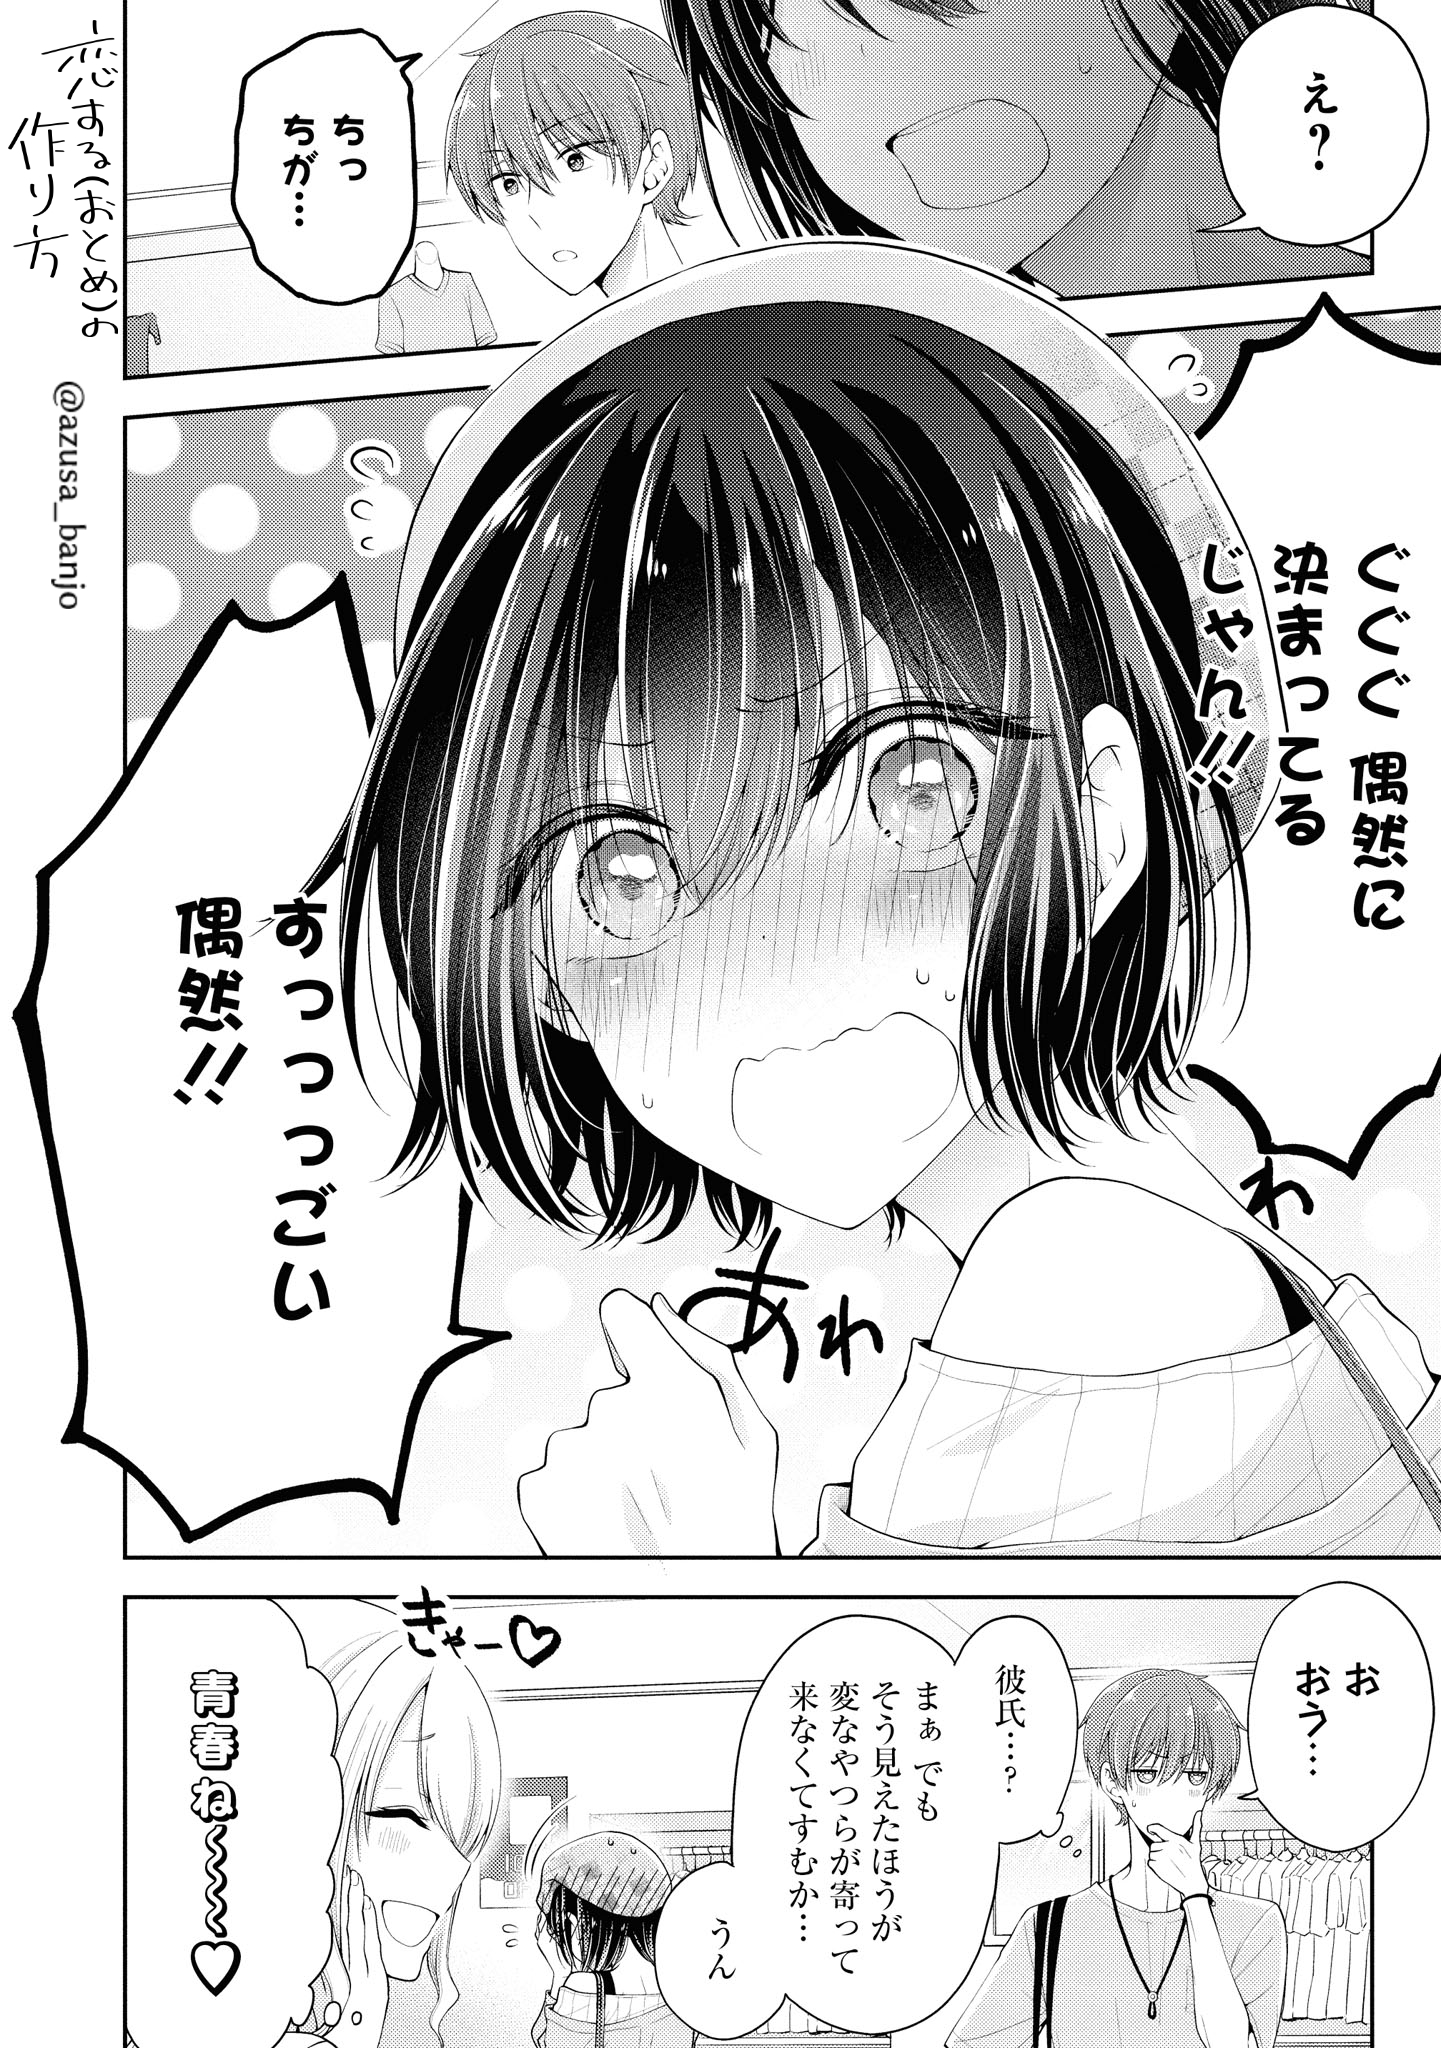 え？
ちっ
ちが…
恋する（おとめ）の
作り方
@azusa_banjo
ぐぐぐ偶然に
決まってる
じゃん！！
すっっっごい
偶然！！
あわ
わ
お
おう…
彼氏…？
まぁ でも
そう見えたほうが
変なやつらが寄って
来なくてすむか…
うん
きゃー♡
青春ね〜〜〜♡